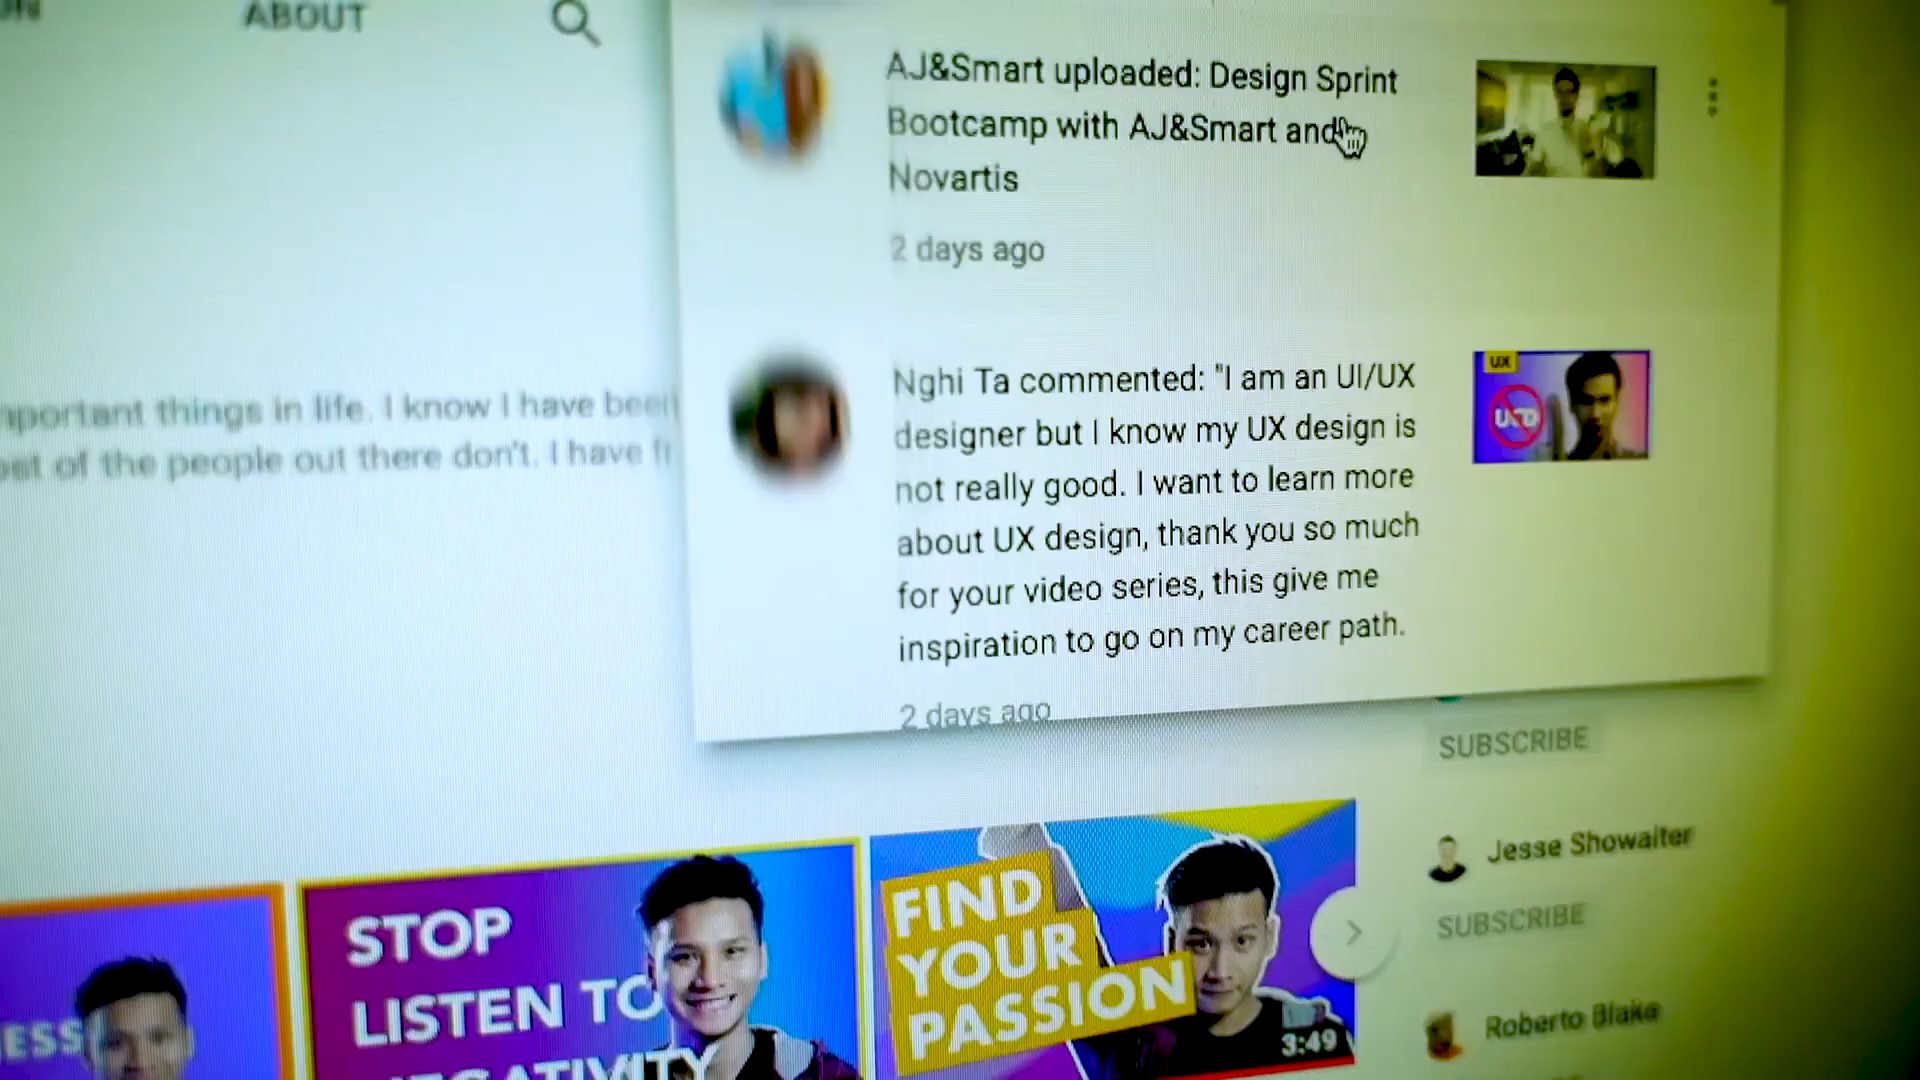 ABOUT
AJ&Smart uploaded: Design Sprint
Bootcamp with AJ&Smart and
Novartis
2 days ago
Nghi Ta commented: "I am an UI/UX
designer but I know my UX design is
not really good. I want to learn more
about UX design, thank you so much
for your video series, this give me
inspiration to go on my career path.
2 days ago
UX
things in life. I know I have been
of the people out there don't. I have
SUBSCRIBE
Jesse Showalter
SUBSCRIBE
Roberto Blake
STOP
LISTEN TO
NEGATIVITY
FIND
YOUR
PASSION
3:49